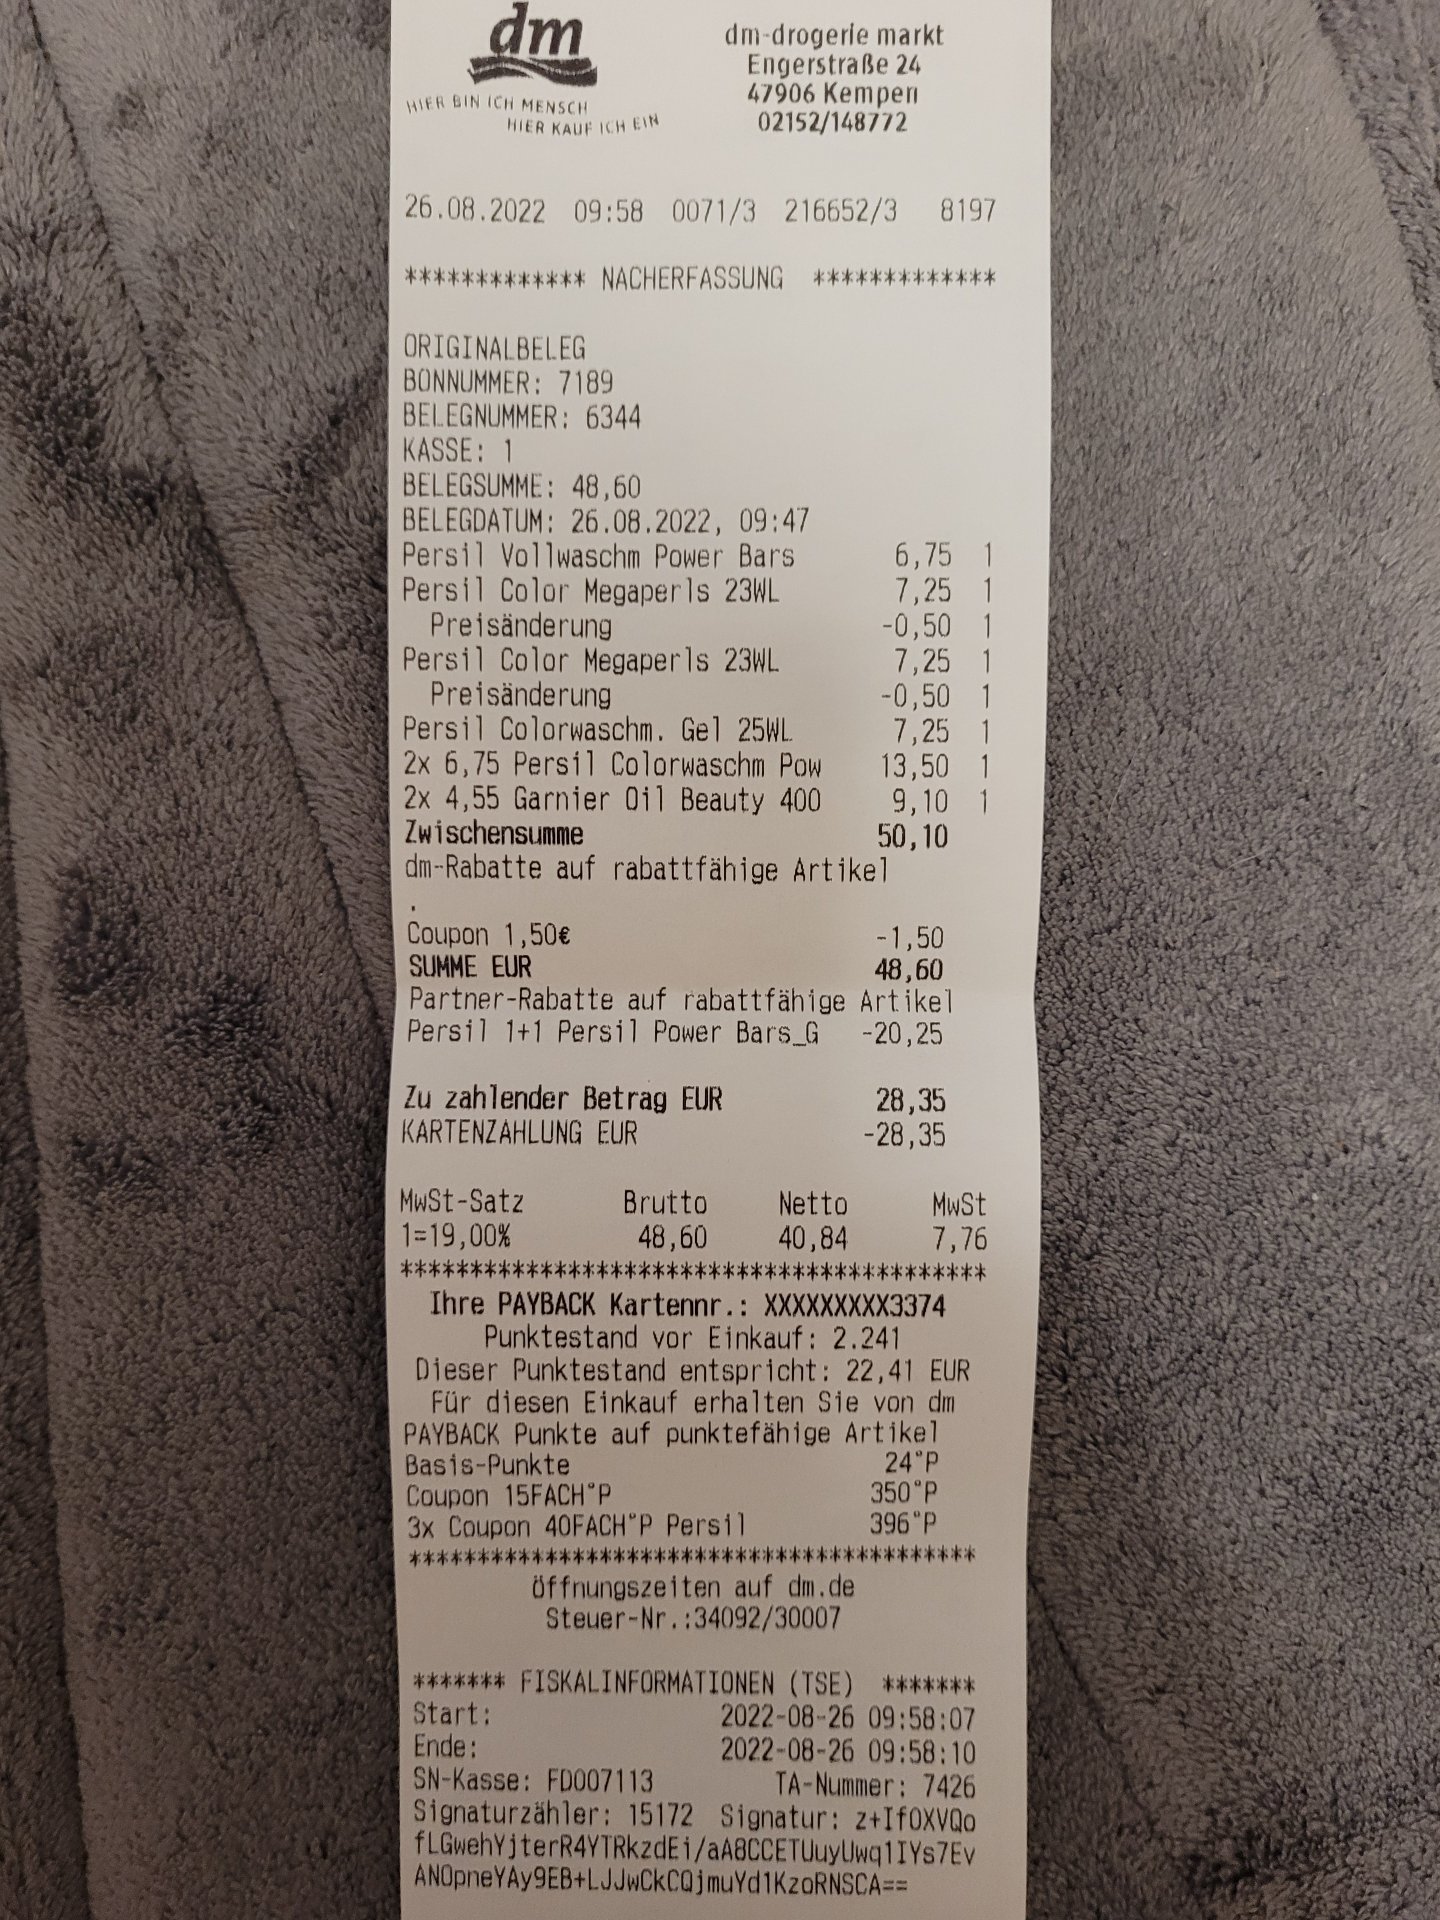 dm
HIER BIN ICH MENSCH
HIER KAUF ICH EIN
dm-drogerie markt
Engerstraße 24
47906 Kempen
02152/148772
26.08.2022 09:58 0071/3 216652/3 8197
************* NACHERFASSUNG *************
ORIGINALBELEG
BONNUMMER: 7189
BELEGNUMMER: 6344
KASSE: 1
BELEGSUMME: 48,60
BELEGDATUM: 26.08.2022, 09:47
Persil Vollwaschm Power Bars 6,75 1
Persil Color Megaperls 23WL 7,25 1
Preisänderung -0,50 1
Persil Color Megaperls 23WL 7,25 1
Preisänderung -0,50 1
Persil Colorwaschm. Gel 25WL 7,25 1
2x 6,75 Persil Colorwaschm Pow 13,50 1
2x 4,55 Garnier Oil Beauty 400 9,10 1
Zwischensumme 50,10
dm-Rabatte auf rabattfähige Artikel
.
Coupon 1,50€ -1,50
SUMME EUR 48,60
Partner-Rabatte auf rabattfähige Artikel
Persil 1+1 Persil Power Bars_G -20,25
Zu zahlender Betrag EUR 28,35
KARTENZAHLUNG EUR -28,35
MwSt-Satz Brutto Netto MwSt
1=19,00% 48,60 40,84 7,76
******************************************
Ihre PAYBACK Kartennr.: XXXXXXXXX3374
Punktestand vor Einkauf: 2.241
Dieser Punktestand entspricht: 22,41 EUR
Für diesen Einkauf erhalten Sie von dm
PAYBACK Punkte auf punktefähige Artikel
Basis-Punkte 24°P
Coupon 15FACH°P 350°P
3x Coupon 40FACH°P Persil 396°P
******************************************
Öffnungszeiten auf dm.de
Steuer-Nr.:34092/30007
******* FISKALINFORMATIONEN (TSE) *******
Start: 2022-08-26 09:58:07
Ende: 2022-08-26 09:58:10
SN-Kasse: FD007113 TA-Nummer: 7426
Signaturzähler: 15172 Signatur: z+IfOXVQo
fLGwehYjterR4YTRkzdEi/aA8CCETUuyUwq1IYs7Ev
ANOpneYAy9EB+LJJwCkCQjmuYd1KzoRNSCA==